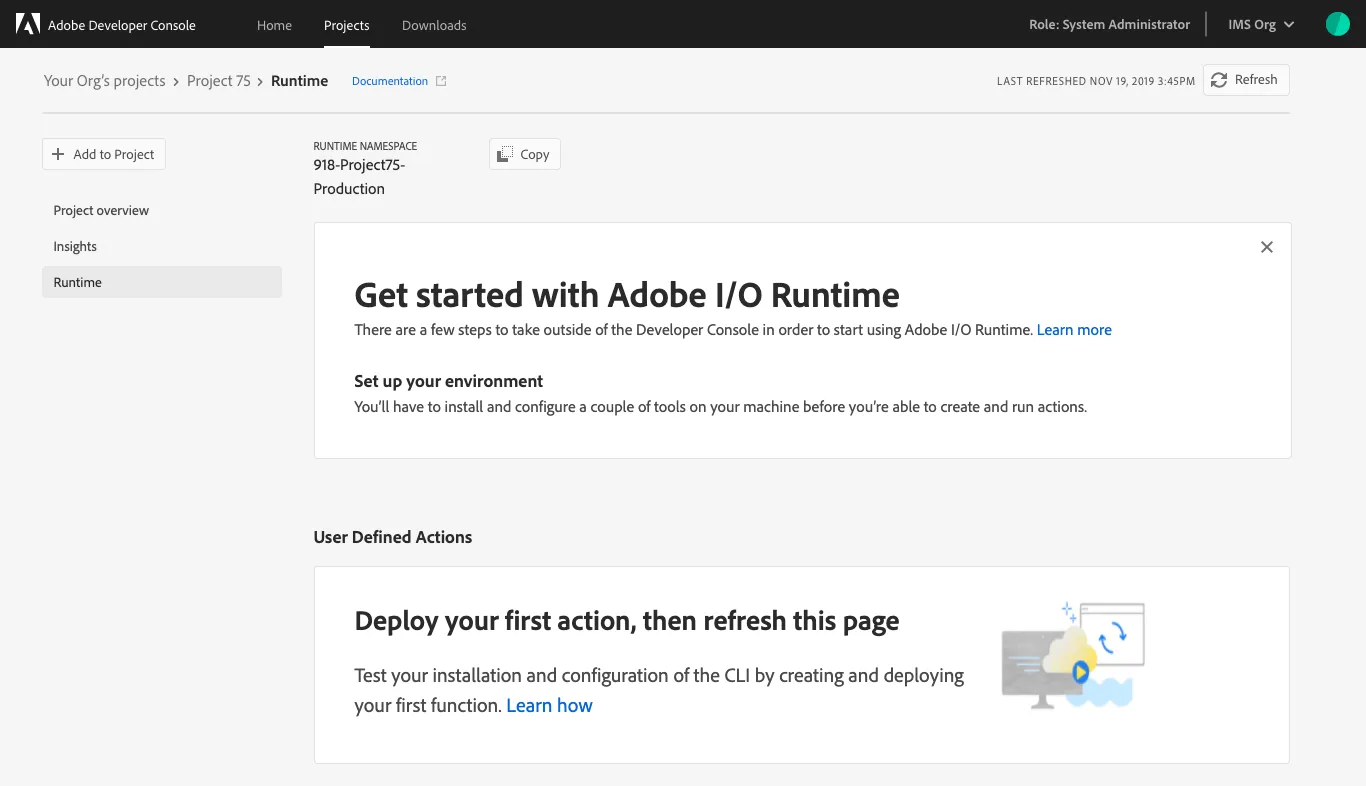 Adobe Developer Console Home Projects Downloads Role: System Administrator IMS Org
Your Org's projects > Project 75 > Runtime Documentation LAST REFRESHED NOV 19, 2019 3:45PM Refresh
+ Add to Project
Project overview
Insights
Runtime
RUNTIME NAMESPACE
918-Project75-
Production
Copy
Get started with Adobe I/O Runtime
There are a few steps to take outside of the Developer Console in order to start using Adobe I/O Runtime. Learn more
Set up your environment
You’ll have to install and configure a couple of tools on your machine before you’re able to create and run actions.
User Defined Actions
Deploy your first action, then refresh this page
Test your installation and configuration of the CLI by creating and deploying
your first function. Learn how